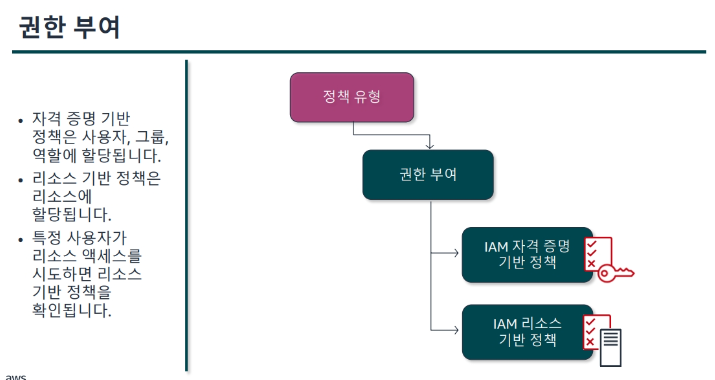 권한 부여
• 자격 증명 기반
정책은 사용자, 그룹,
역할에 할당됩니다.
• 리소스 기반 정책은
리소스에
할당됩니다.
• 특정 사용자가
리소스 액세스를
시도하면 리소스
기반 정책을
확인됩니다.
정책 유형
권한 부여
IAM 자격 증명
기반 정책
IAM 리소스
기반 정책
aws